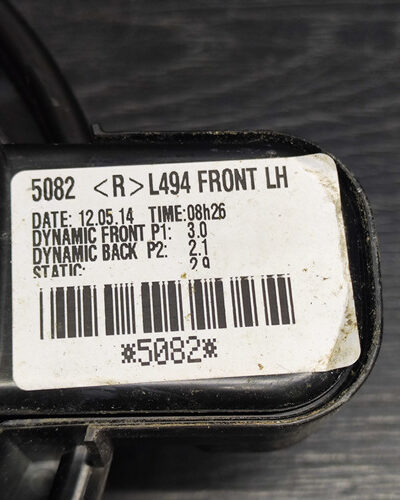 5082 <R>L494 FRONT LH
DATE: 12.05.14 TIME:08h26
DYNAMIC FRONT P1: 3.0
DYNAMIC BACK P2: 2.1
STATIC: 2.9
*5082*